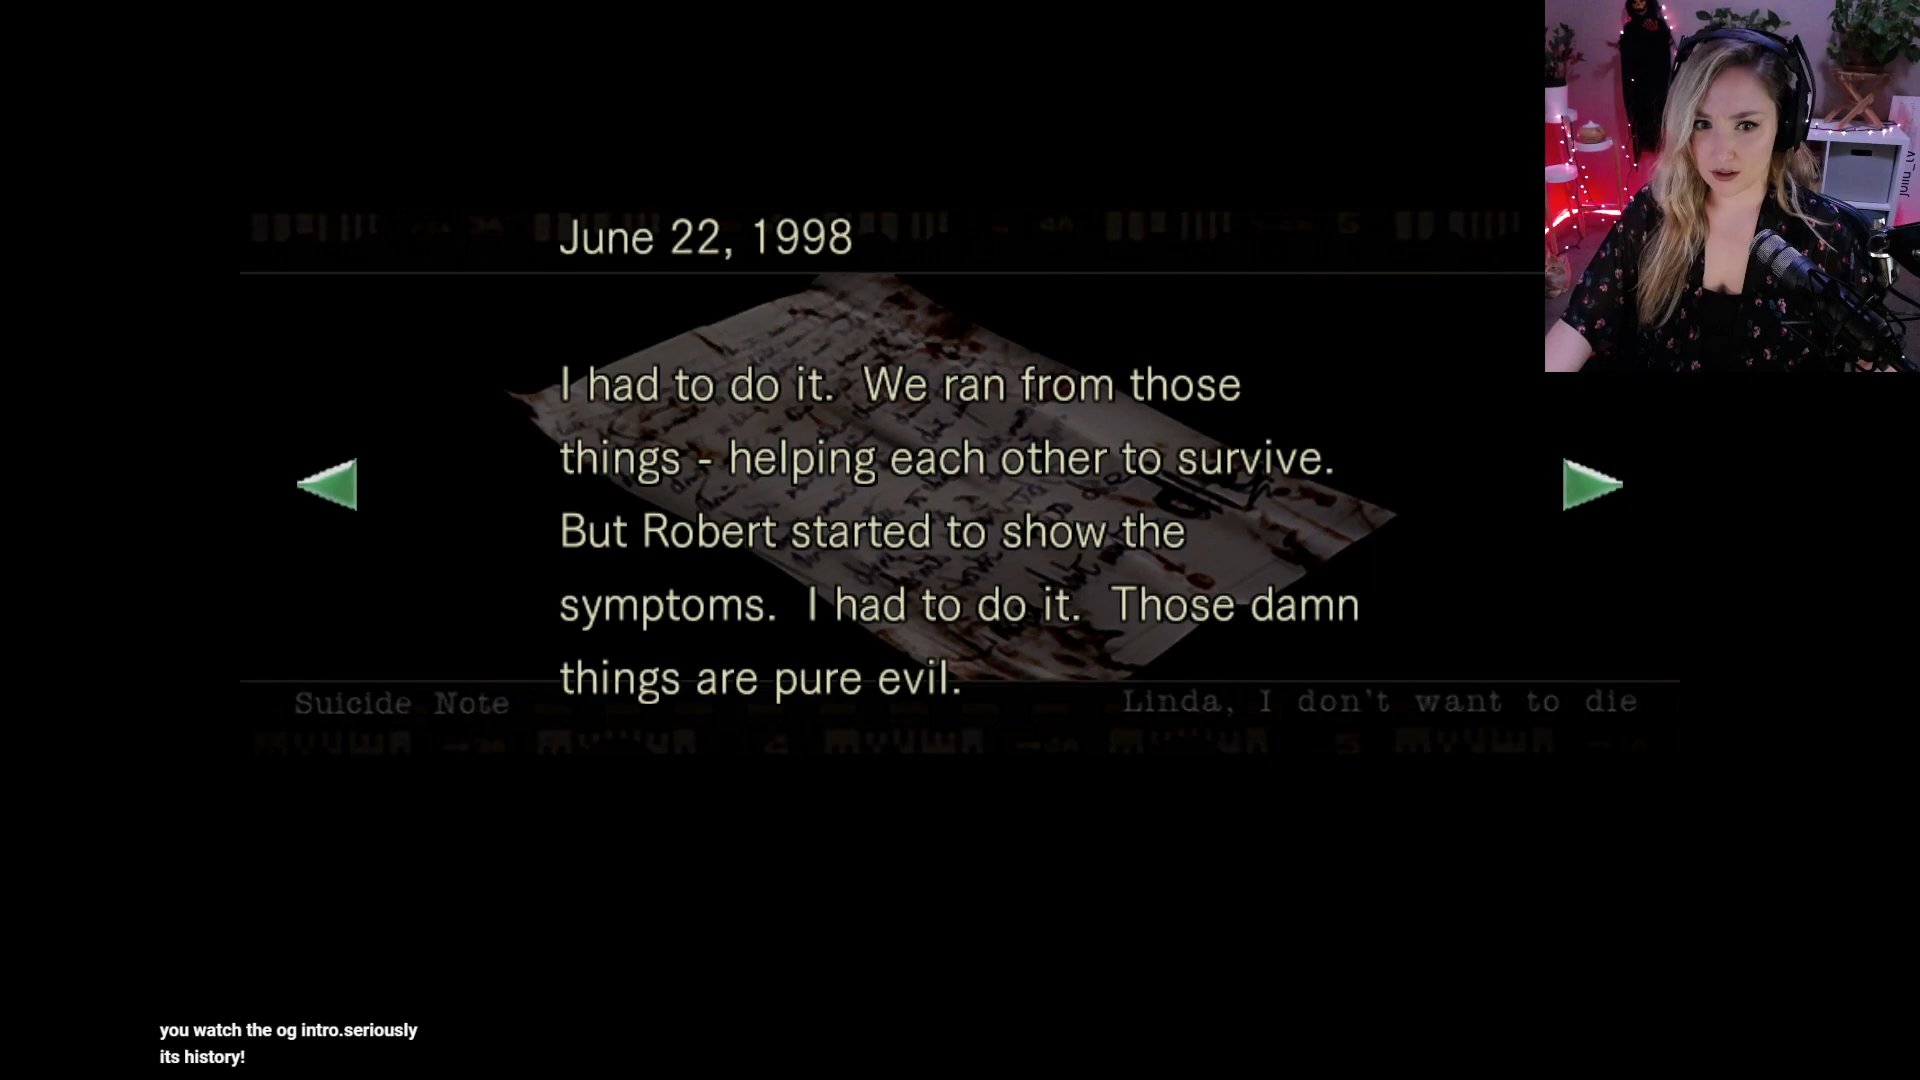 June 22, 1998
I had to do it. We ran from those
things - helping each other to survive.
But Robert started to show the
symptoms. I had to do it. Those damn
things are pure evil.
Suicide Note
Linda, I don't want to die
you watch the og intro.seriously
its history!